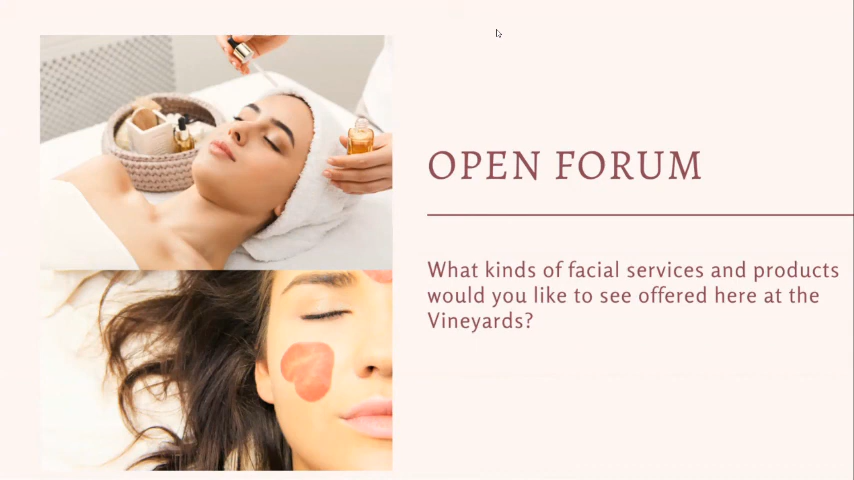 OPEN FORUM
What kinds of facial services and products
would you like to see offered here at the
Vineyards?